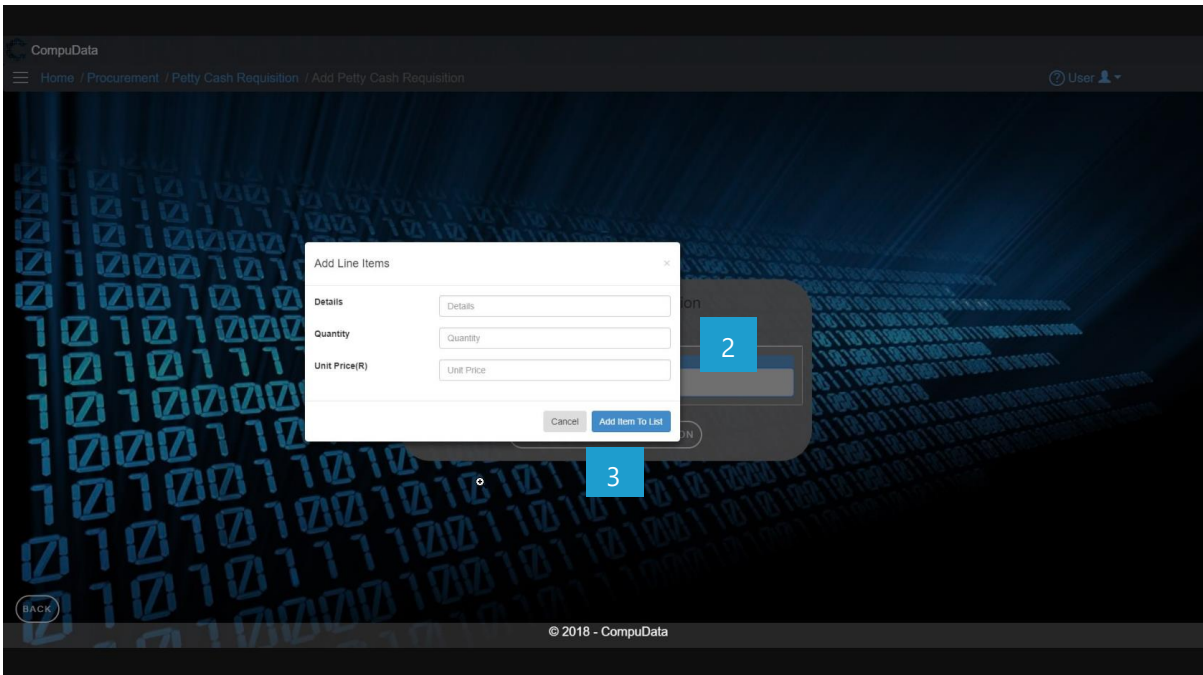 CompuData
Home / Procurement / Petty Cash Requisition / Add Petty Cash Requisition
User
Add Line Items
×
Details
Details
Quantity
Quantity
Unit Price(R)
Unit Price
Cancel
Add Item To List
2
3
BACK
© 2018 - CompuData